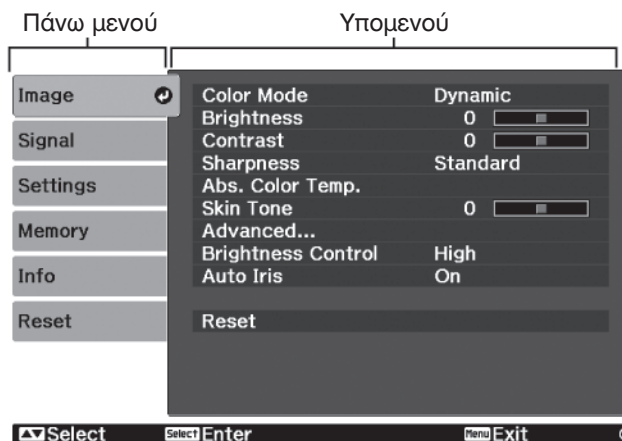 Πάνω μενού Υπομενού
Image Color Mode Dynamic
Brightness 0
Signal Contrast 0
Sharpness Standard
Settings Abs. Color Temp.
Skin Tone 0
Memory Advanced...
Brightness Control High
Info Auto Iris On
Reset Reset
Select Select Enter Menu Exit